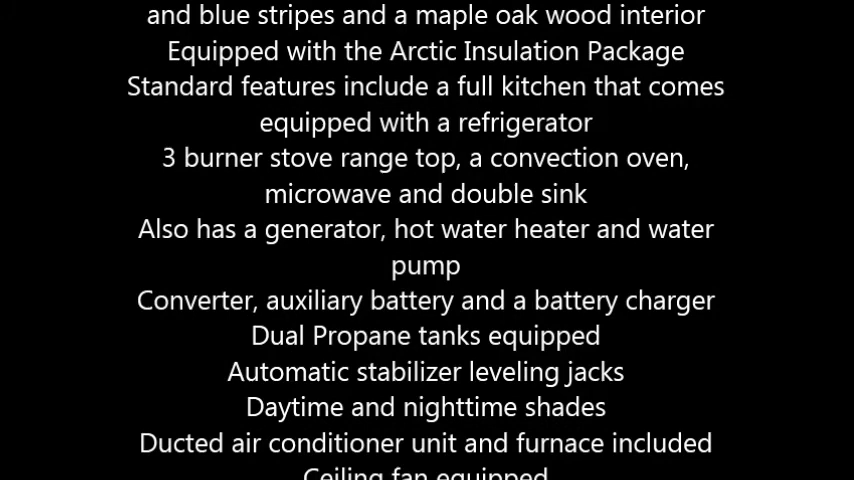 and blue stripes and a maple oak wood interior
Equipped with the Arctic Insulation Package
Standard features include a full kitchen that comes
equipped with a refrigerator
3 burner stove range top, a convection oven,
microwave and double sink
Also has a generator, hot water heater and water
pump
Converter, auxiliary battery and a battery charger
Dual Propane tanks equipped
Automatic stabilizer leveling jacks
Daytime and nighttime shades
Ducted air conditioner unit and furnace included
Ceiling fan equipped